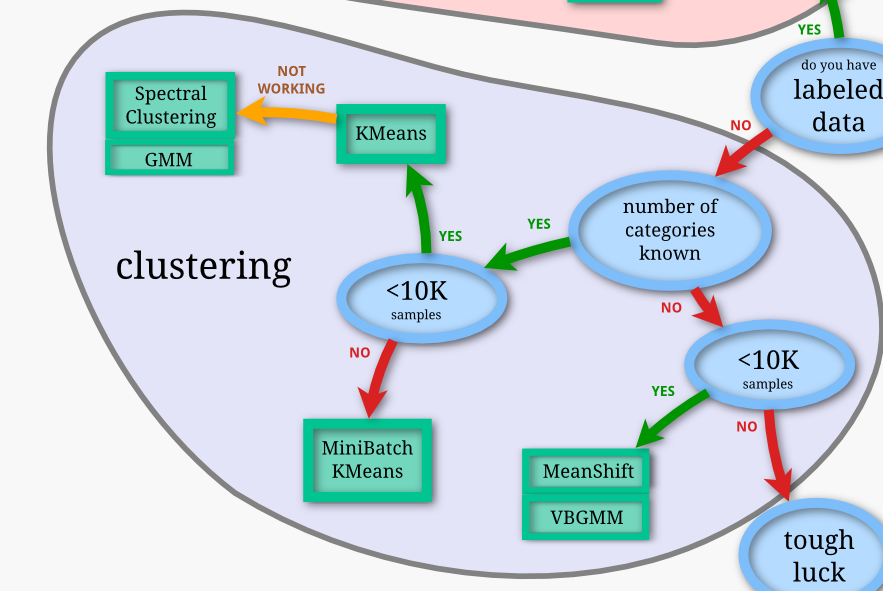 YES
do you have
labeled
data
NO
NOT
WORKING
Spectral
Clustering
GMM
KMeans
number of
categories
known
YES
YES
NO
clustering
<10K
samples
<10K
samples
NO
YES
NO
MiniBatch
KMeans
MeanShift
VBGMM
tough
luck